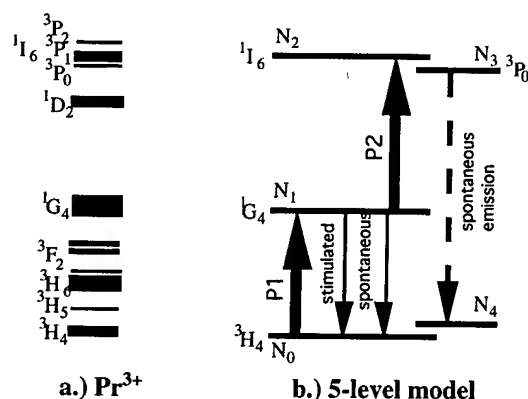 ³P₂
¹I₆ ³P₁
³P₀
¹D₂
¹G₄
³F₂
³H₆
³H₅
³H₄
a.) Pr³⁺
N₂
¹I₆
N₃ ³P₀
P2
spontaneous
emission
N₁
¹G₄
P1
stimulated
spontaneous
N₄
³H₄
N₀
b.) 5-level model